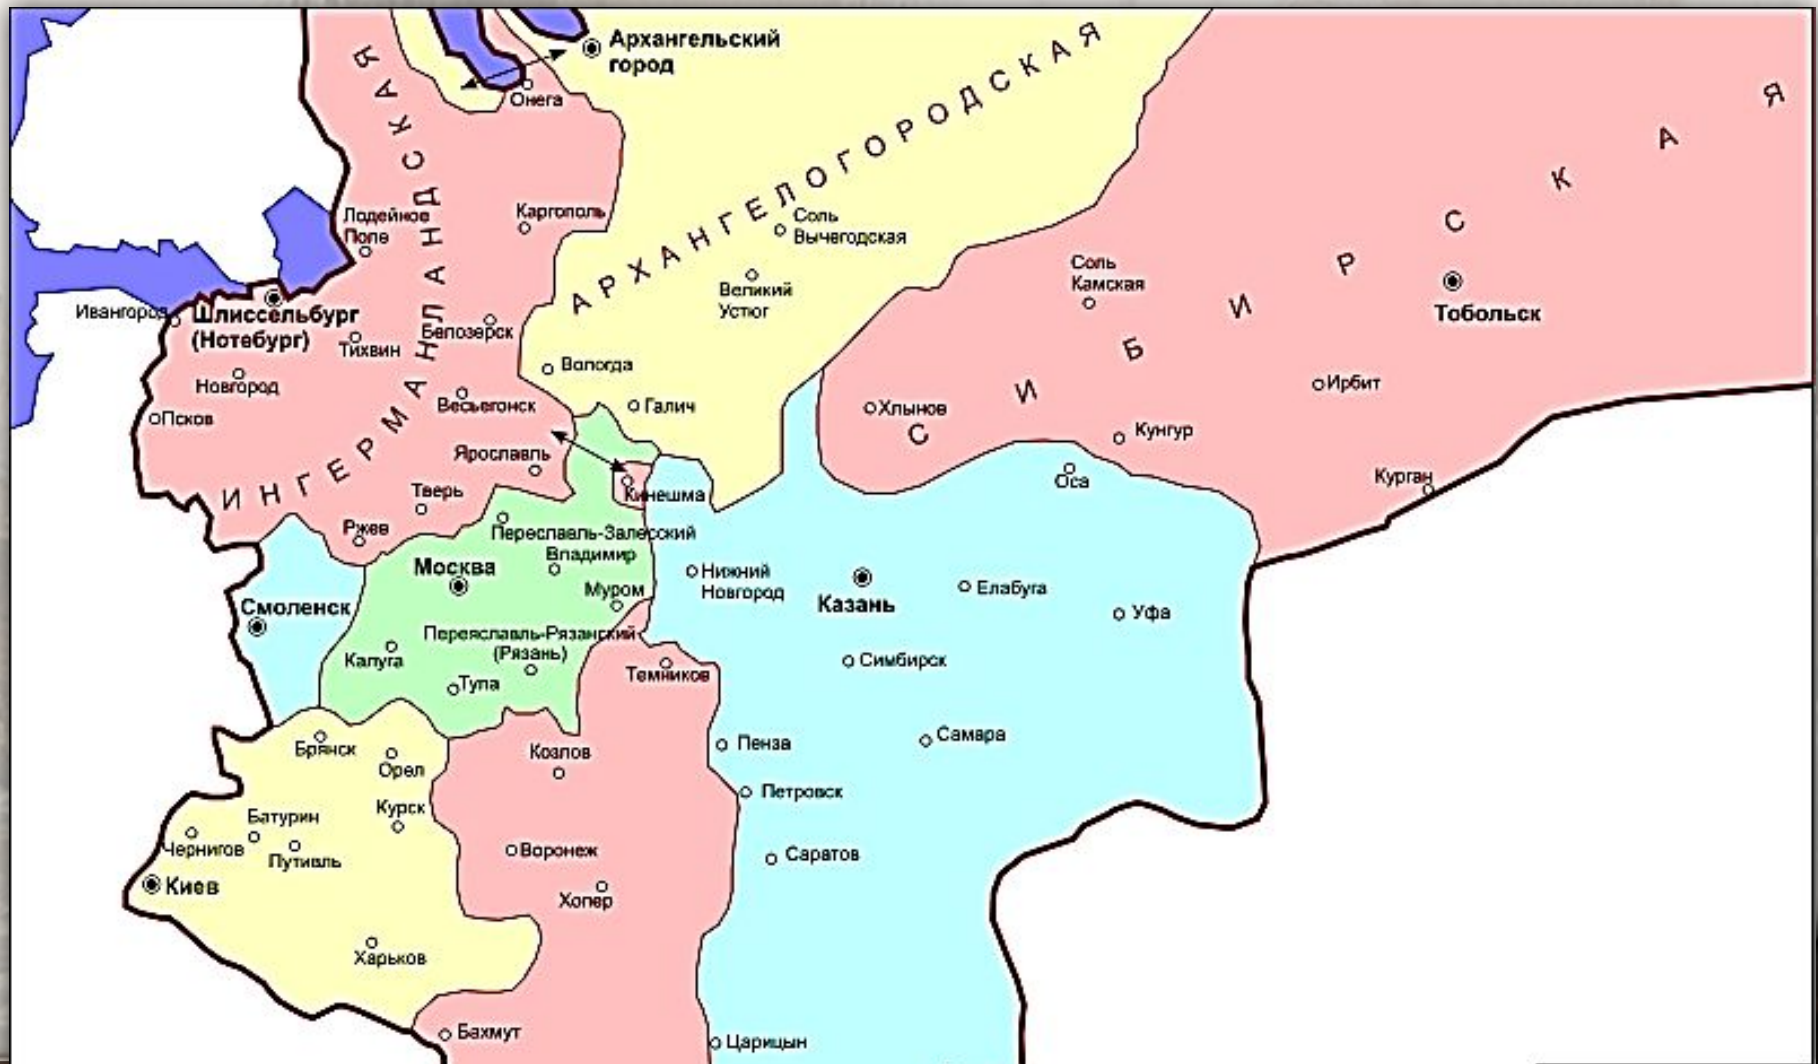 Архангельский
город
Онега
ИНГЕРМАНЛАНДСКАЯ
АРХАНГЕЛОГОРОДСКАЯ
СИБИРСКАЯ
Лодейное
Поле
Каргополь
Соль
Вычегодская
Великий
Устюг
Соль
Камская
Тобольск
Ивангород
Шлиссельбург
(Нотебург)
Тихвин
Белозерск
Новгород
Вологда
Ирбит
Псков
Весьегонск
Галич
Хлынов
Кунгур
Ярославль
Курган
Оса
Тверь
Кинешма
Ржев
Переславль-Залесский
Владимир
Москва
Муром
Нижний
Новгород
Казань
Елабуга
Уфа
Смоленск
Переяславль-Рязанский
(Рязань)
Калуга
Тула
Темников
Симбирск
Брянск
Орел
Козлов
Пенза
Самара
Петровск
Батурин
Курск
Чернигов
Путивль
Воронеж
Саратов
Киев
Хопер
Харьков
Бахмут
Царицын